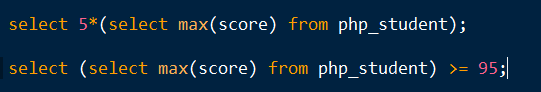 select 5*(select max(score) from php_student);
select (select max(score) from php_student) >= 95;